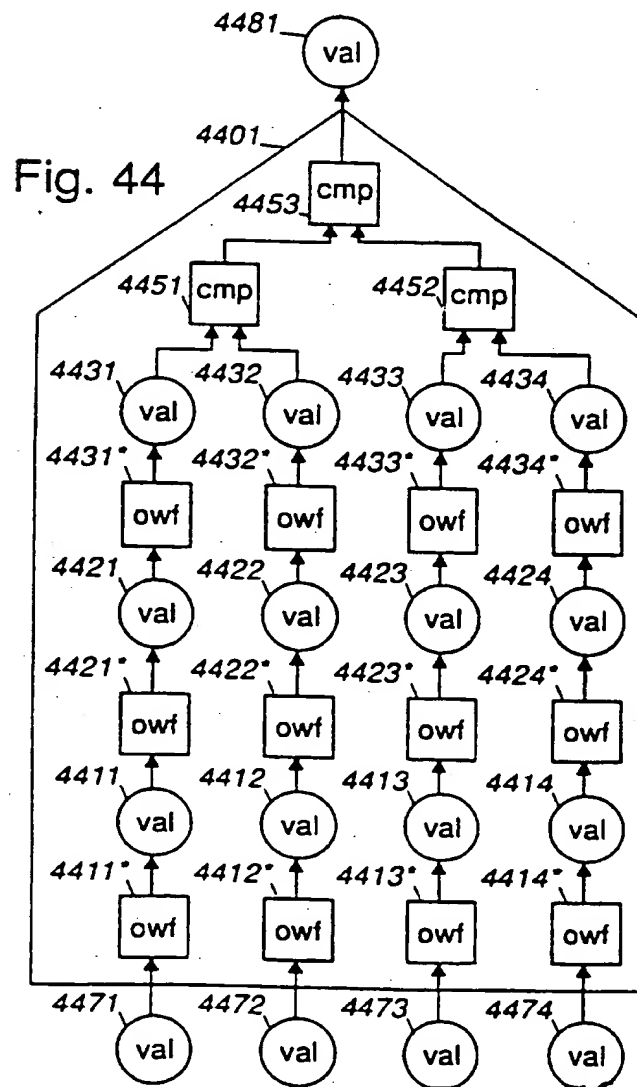 4481
val
4401
Fig. 44
cmp
4453
4451 cmp 4452 cmp
4431 4432 4433 4434
val val val val
4431* 4432* 4433* 4434*
owf owf owf owf
4421 4422 4423 4424
val val val val
4421* 4422* 4423* 4424*
owf owf owf owf
4411 4412 4413 4414
val val val val
4411* 4412* 4413* 4414*
owf owf owf owf
4471 4472 4473 4474
val val val val